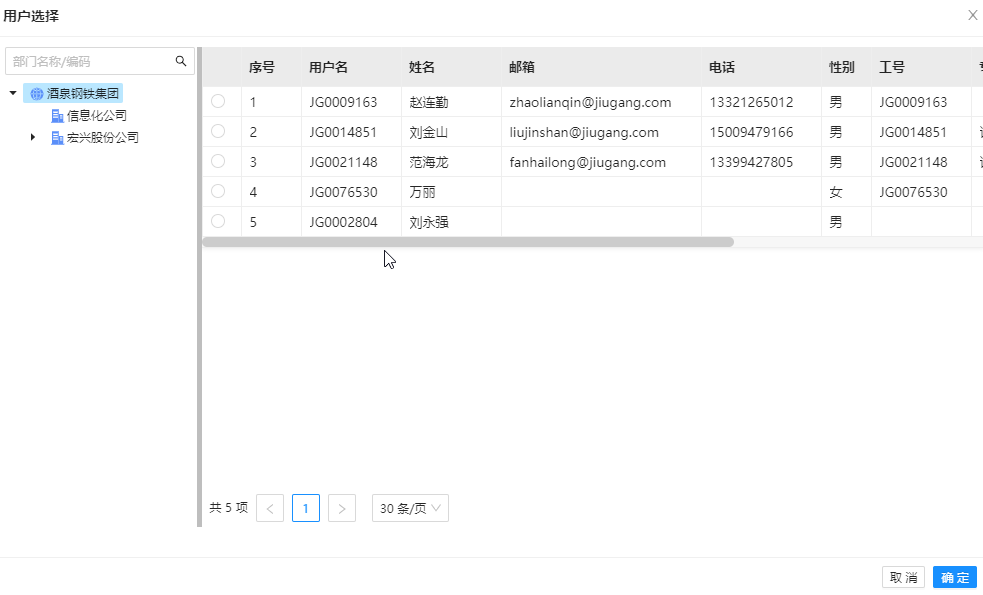 用户选择
部门名称/编码
酒泉钢铁集团
信息化公司
宏兴股份公司
序号 用户名 姓名 邮箱 电话 性别 工号
1 JG0009163 赵连勤 zhaolianqin@jiugang.com 13321265012 男 JG0009163
2 JG0014851 刘金山 liujinshan@jiugang.com 15009479166 男 JG0014851
3 JG0021148 范海龙 fanhailong@jiugang.com 13399427805 男 JG0021148
4 JG0076530 万丽 女 JG0076530
5 JG0002804 刘永强 男
共 5 项 < 1 > 30 条/页
取 消 确 定